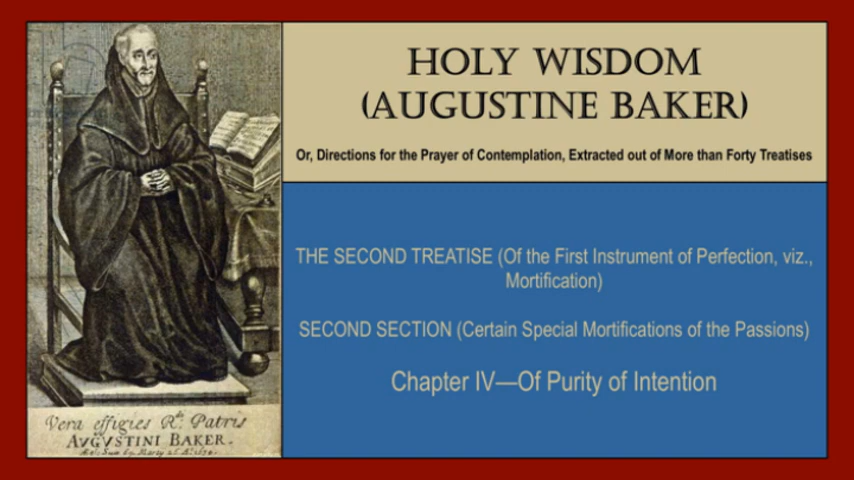 HOLY WISDOM
(AUGUSTINE BAKER)
Or, Directions for the Prayer of Contemplation, Extracted out of More than Forty Treatises
THE SECOND TREATISE (Of the First Instrument of Perfection, viz.,
Mortification)
SECOND SECTION (Certain Special Mortifications of the Passions)
Chapter IV—Of Purity of Intention
Vera effigies R.di Patris
AVGVSTINI BAKER.